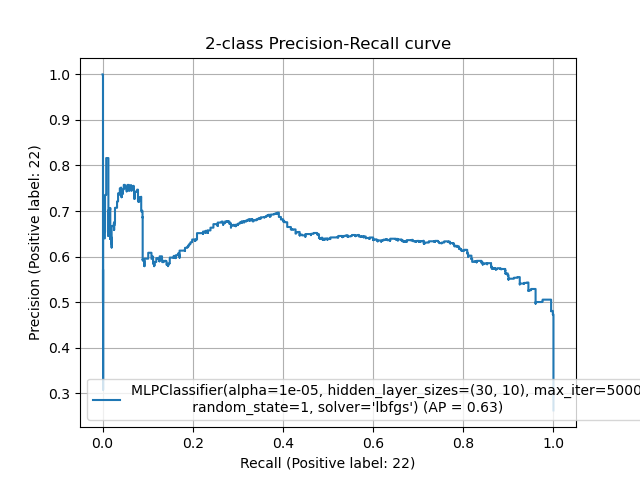 2-class Precision-Recall curve
1.0
0.9
0.8
0.7
0.6
0.5
0.4
0.3
Precision (Positive label: 22)
MLPClassifier(alpha=1e-05, hidden_layer_sizes=(30, 10), max_iter=5000
random_state=1, solver='lbfgs') (AP = 0.63)
0.0 0.2 0.4 0.6 0.8 1.0
Recall (Positive label: 22)